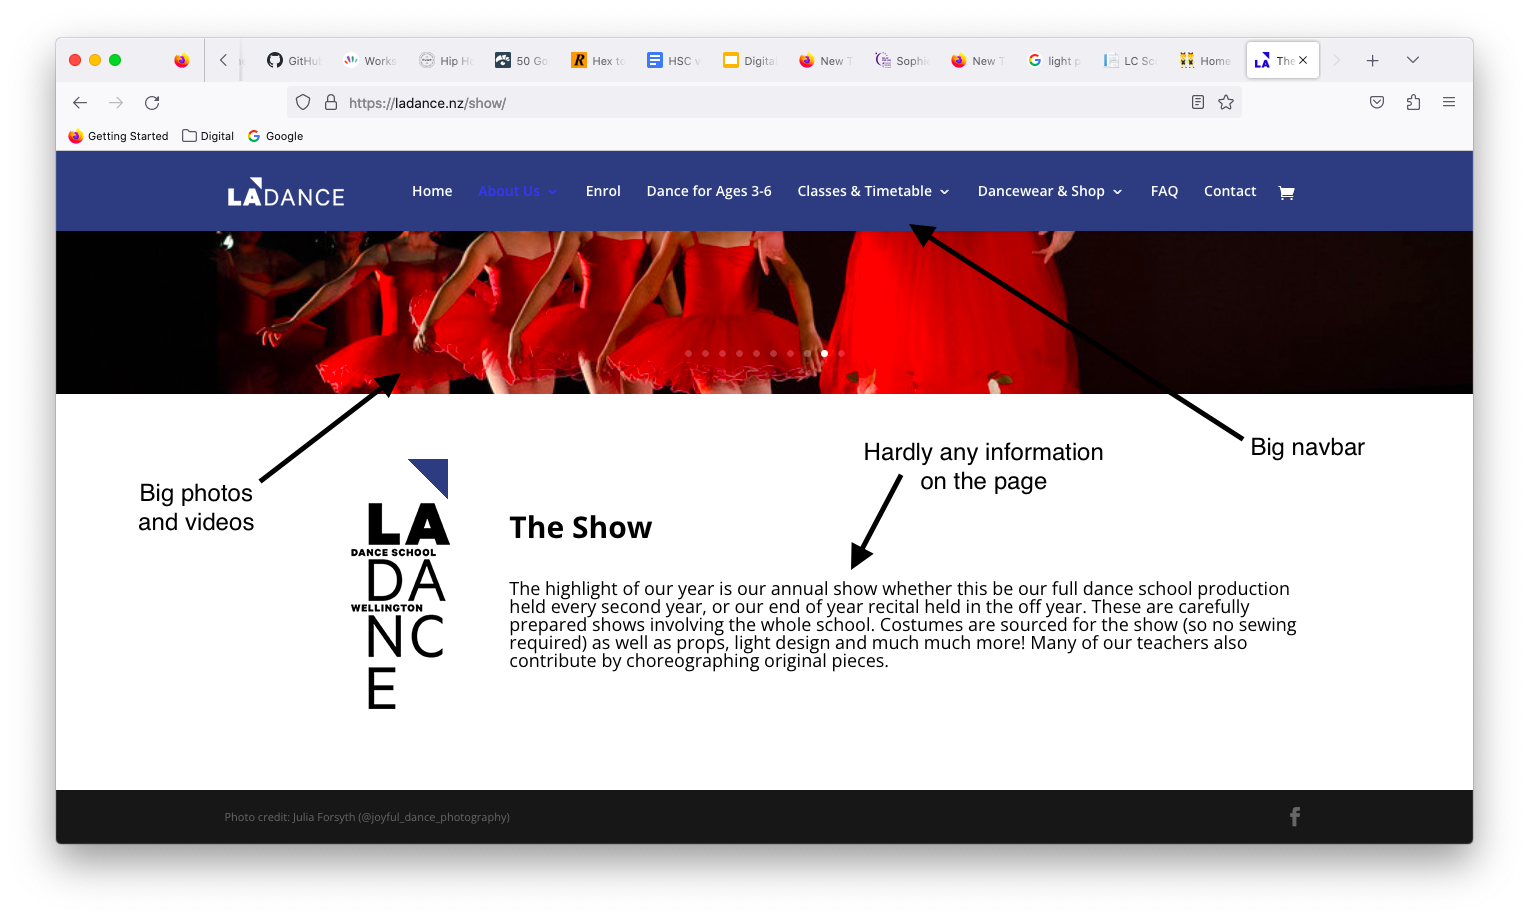 GitHu
Works
Hip H
50 Go
Hex to
HSC v
Digita
New T
Sophi
New T
light p
LC Sc
Home
The
https://ladance.nz/show/
Getting Started
Digital
Google
LADANCE
Home
About Us
Enrol
Dance for Ages 3-6
Classes & Timetable
Dancewear & Shop
FAQ
Contact
Big navbar
Hardly any information
on the page
Big photos
and videos
LA
DANCE SCHOOL
DA
WELLINGTON
NC
E
The Show
The highlight of our year is our annual show whether this be our full dance school production
held every second year, or our end of year recital held in the off year. These are carefully
prepared shows involving the whole school. Costumes are sourced for the show (so no sewing
required) as well as props, light design and much much more! Many of our teachers also
contribute by choreographing original pieces.
Photo credit: Julia Forsyth (@joyful_dance_photography)